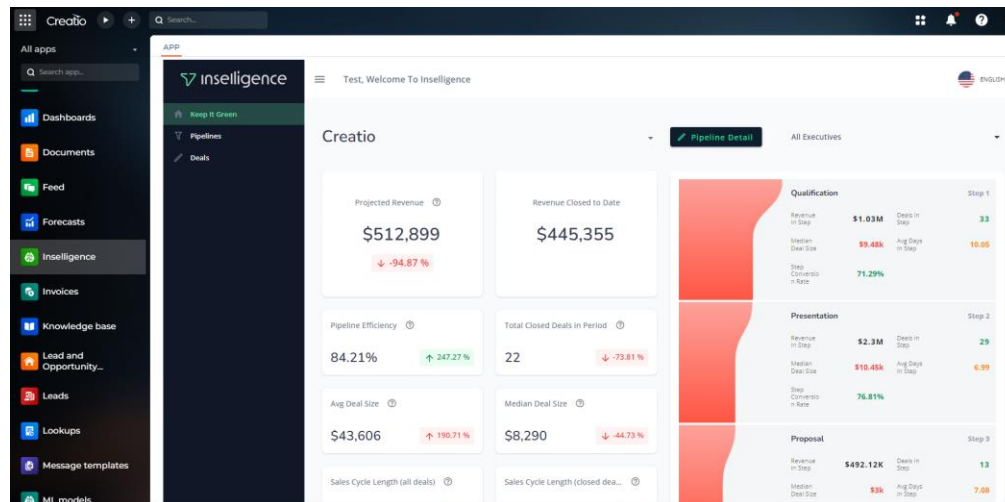 Creatio
Search...
All apps
Search app...
Dashboards
Documents
Feed
Forecasts
Inselligence
Invoices
Knowledge base
Lead and
Opportunity...
Leads
Lookups
Message templates
ML models
APP
inselligence
Keep It Green
Pipelines
Deals
Test, Welcome To Inselligence
ENGLISH
Creatio
Pipeline Detail
All Executives
Projected Revenue
$512,899
↓ -94.87 %
Revenue Closed to Date
$445,355
Pipeline Efficiency
84.21%
↑ 247.27 %
Total Closed Deals in Period
22
↓ -73.81 %
Avg Deal Size
$43,606
↑ 190.71 %
Median Deal Size
$8,290
↓ -44.73 %
Sales Cycle Length (all deals)
Sales Cycle Length (closed dea...
Qualification
Step 1
Revenue
In Step
$1.03M
Deals in
Step
33
Median
Deal Size
$9.48k
Avg Days
In Step
10.05
Step
Conversio
n Rate
71.29%
Presentation
Step 2
Revenue
In Step
$2.3M
Deals in
Step
29
Median
Deal Size
$10.45k
Avg Days
In Step
6.99
Step
Conversio
n Rate
76.81%
Proposal
Step 3
Revenue
In Step
$492.12K
Deals in
Step
13
Median
Deal Size
$3k
Avg Days
In Step
7.08